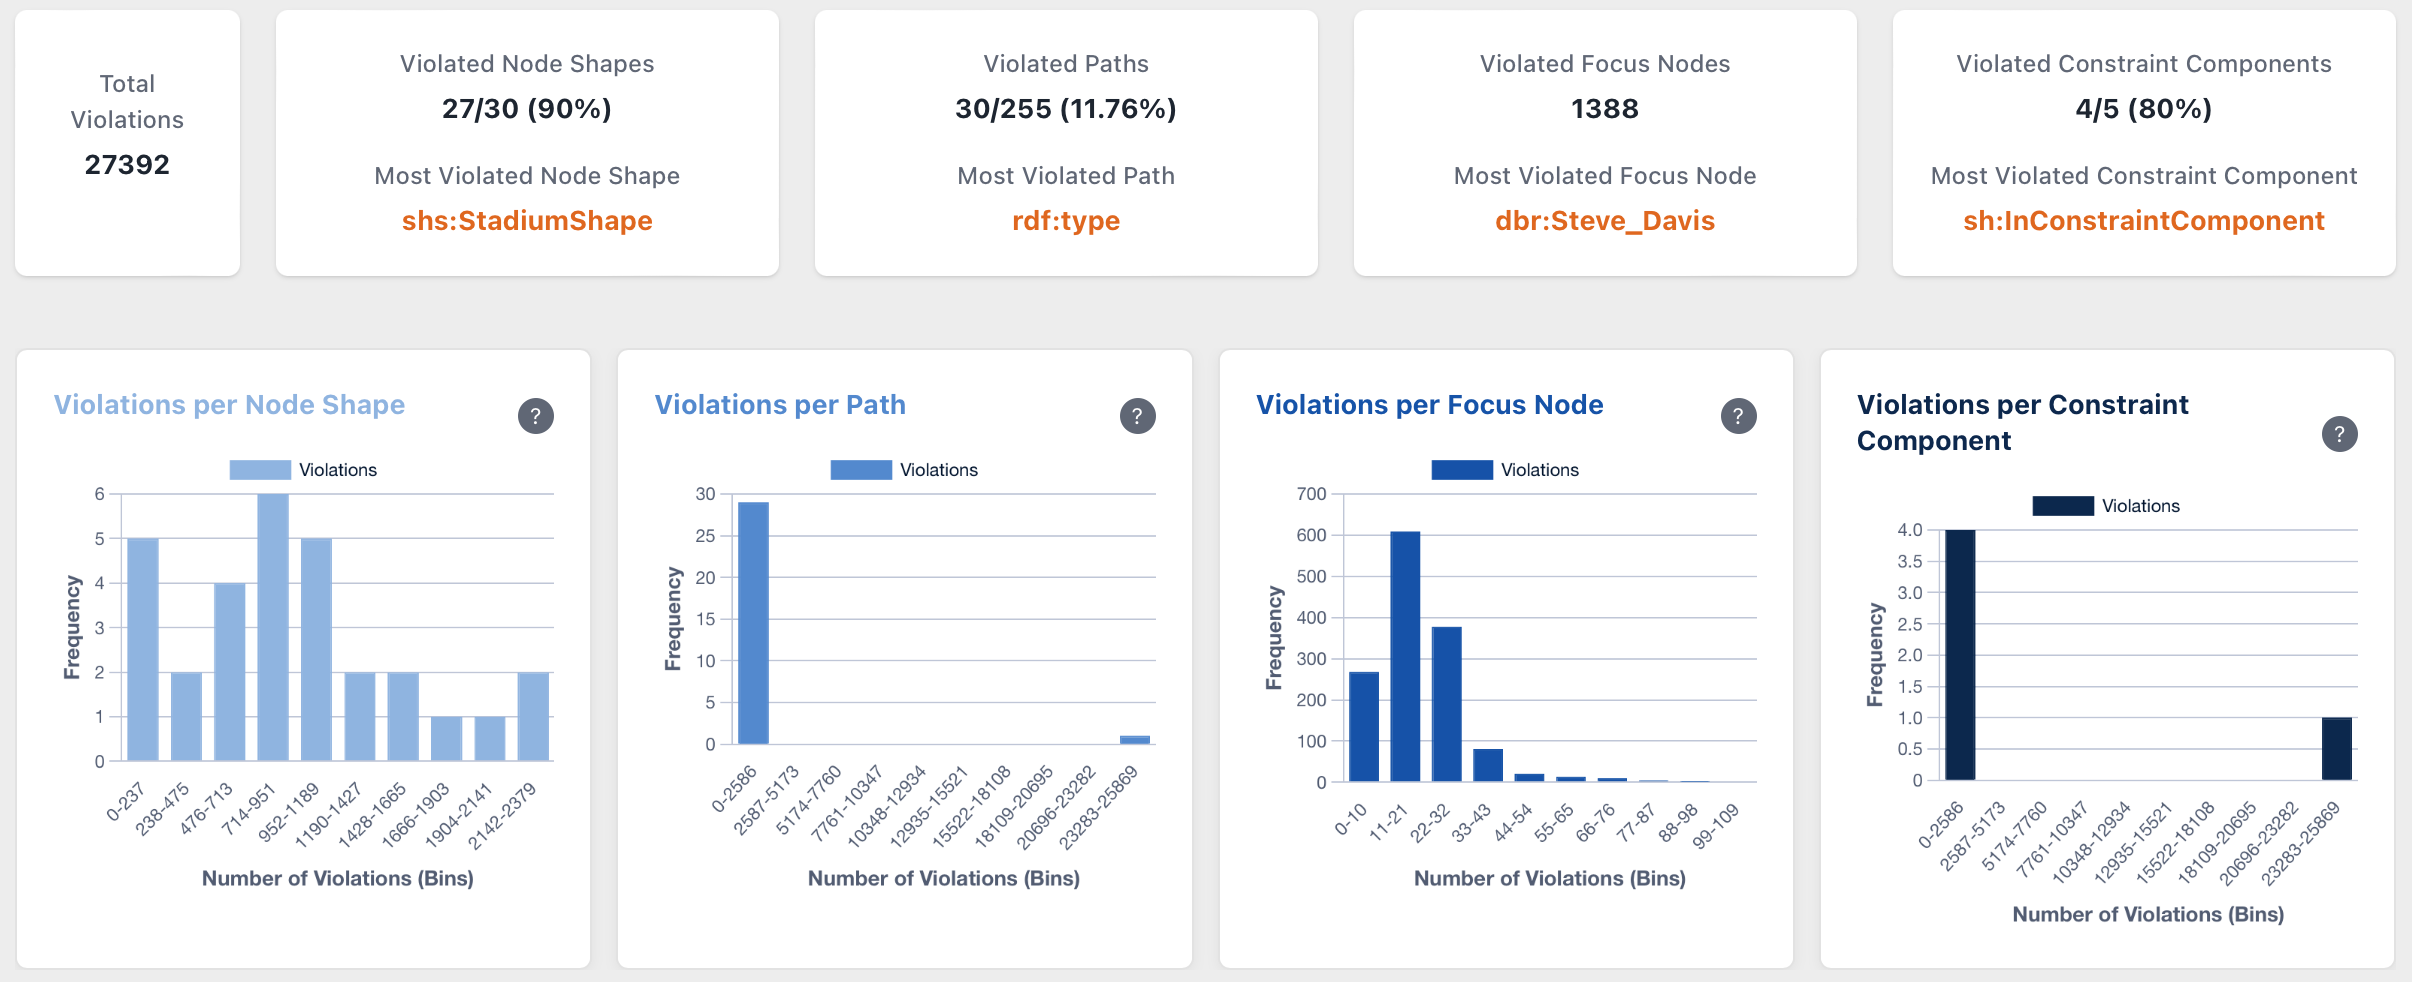 Total
Violations
27392
Violated Node Shapes
27/30 (90%)
Most Violated Node Shape
shs:StadiumShape
Violated Paths
30/255 (11.76%)
Most Violated Path
rdf:type
Violated Focus Nodes
1388
Most Violated Focus Node
dbr:Steve_Davis
Violated Constraint Components
4/5 (80%)
Most Violated Constraint Component
sh:InConstraintComponent
Violations per Node Shape
?
Violations
Frequency
6
5
4
3
2
1
0
0-237
238-475
476-713
714-951
952-1189
1190-1427
1428-1665
1666-1903
1904-2141
2142-2379
Number of Violations (Bins)
Violations per Path
?
Violations
Frequency
30
25
20
15
10
5
0
0-2586
2587-5173
5174-7760
7761-10347
10348-12934
12935-15521
15522-18108
18109-20695
20696-23282
23283-25869
Number of Violations (Bins)
Violations per Focus Node
?
Violations
Frequency
700
600
500
400
300
200
100
0
0-10
11-21
22-32
33-43
44-54
55-65
66-76
77-87
88-98
99-109
Number of Violations (Bins)
Violations per Constraint
Component
?
Violations
Frequency
4.0
3.5
3.0
2.5
2.0
1.5
1.0
0.5
0
0-2586
2587-5173
5174-7760
7761-10347
10348-12934
12935-15521
15522-18108
18109-20695
20696-23282
23283-25869
Number of Violations (Bins)